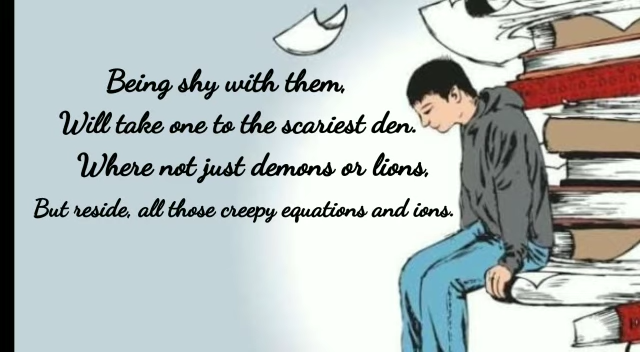 Being shy with them,
Will take one to the scariest den.
Where not just demons or lions,
But reside, all those creepy equations and ions.